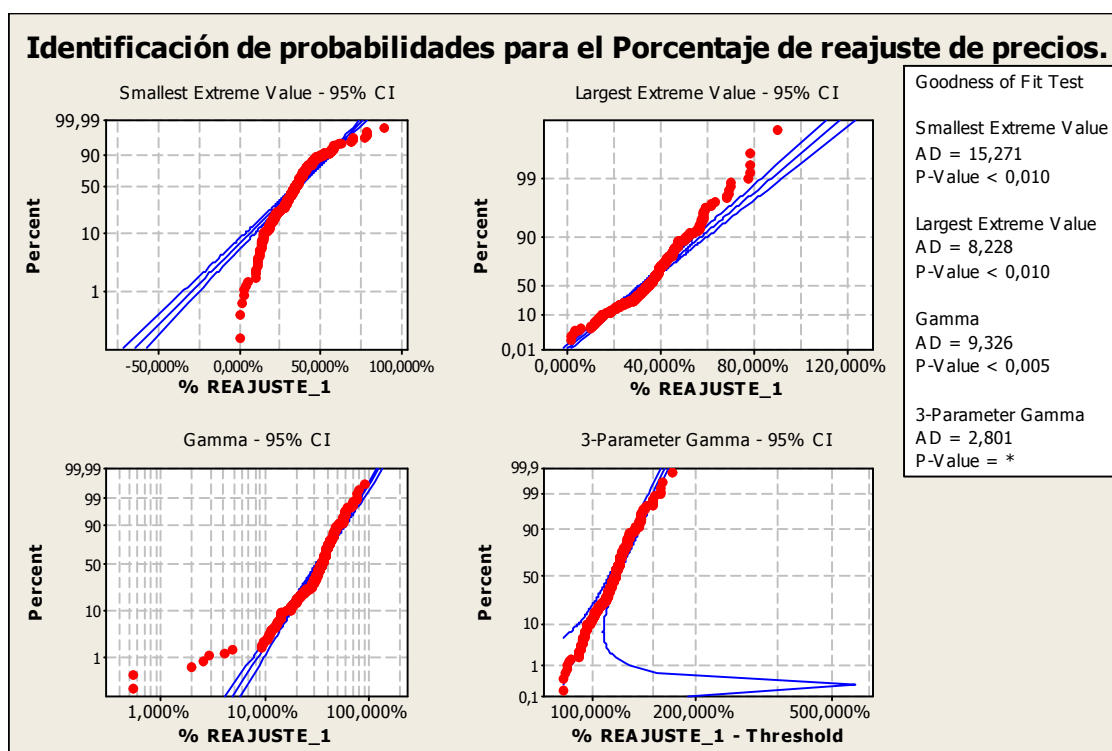 Identificación de probabilidades para el Porcentaje de reajuste de precios.
Smallest Extreme Value - 95% CI
99,99
90
50
10
1
Percent
-50,000%
0,000%
50,000%
100,000%
% REAJUSTE_1
Largest Extreme Value - 95% CI
99
90
50
10
0,01
Percent
0,000%
40,000%
80,000%
120,000%
% REAJUSTE_1
Gamma - 95% CI
99,99
99
90
50
10
1
Percent
1,000%
10,000%
100,000%
% REAJUSTE_1
3-Parameter Gamma - 95% CI
99,9
99
90
50
10
1
0,1
Percent
100,000%
200,000%
500,000%
% REAJUSTE_1 - Threshold
Goodness of Fit Test
Smallest Extreme Value
AD = 15,271
P-Value < 0,010
Largest Extreme Value
AD = 8,228
P-Value < 0,010
Gamma
AD = 9,326
P-Value < 0,005
3-Parameter Gamma
AD = 2,801
P-Value = *